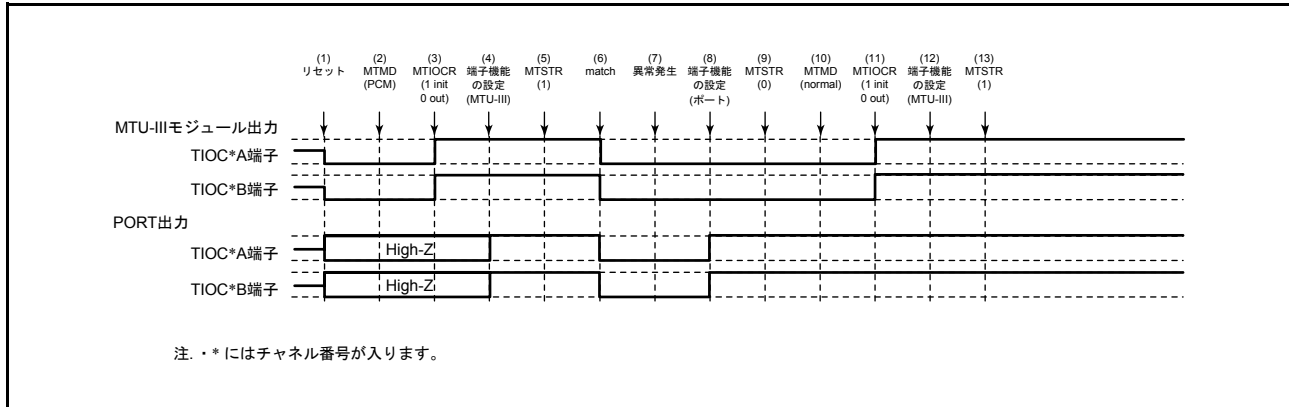 (1)
リセット
(2)
MTMD
(PCM)
(3)
MTIOCR
(1 init
0 out)
(4)
端子機能
の設定
(MTU-III)
(5)
MTSTR
(1)
(6)
match
(7)
異常発生
(8)
端子機能
の設定
(ポート)
(9)
MTSTR
(0)
(10)
MTMD
(normal)
(11)
MTIOCR
(1 init
0 out)
(12)
端子機能
の設定
(MTU-III)
(13)
MTSTR
(1)
MTU-IIIモジュール出力
TIOC*A端子
TIOC*B端子
PORT出力
TIOC*A端子
High-Z
TIOC*B端子
High-Z
注. ・* にはチャネル番号が入ります。